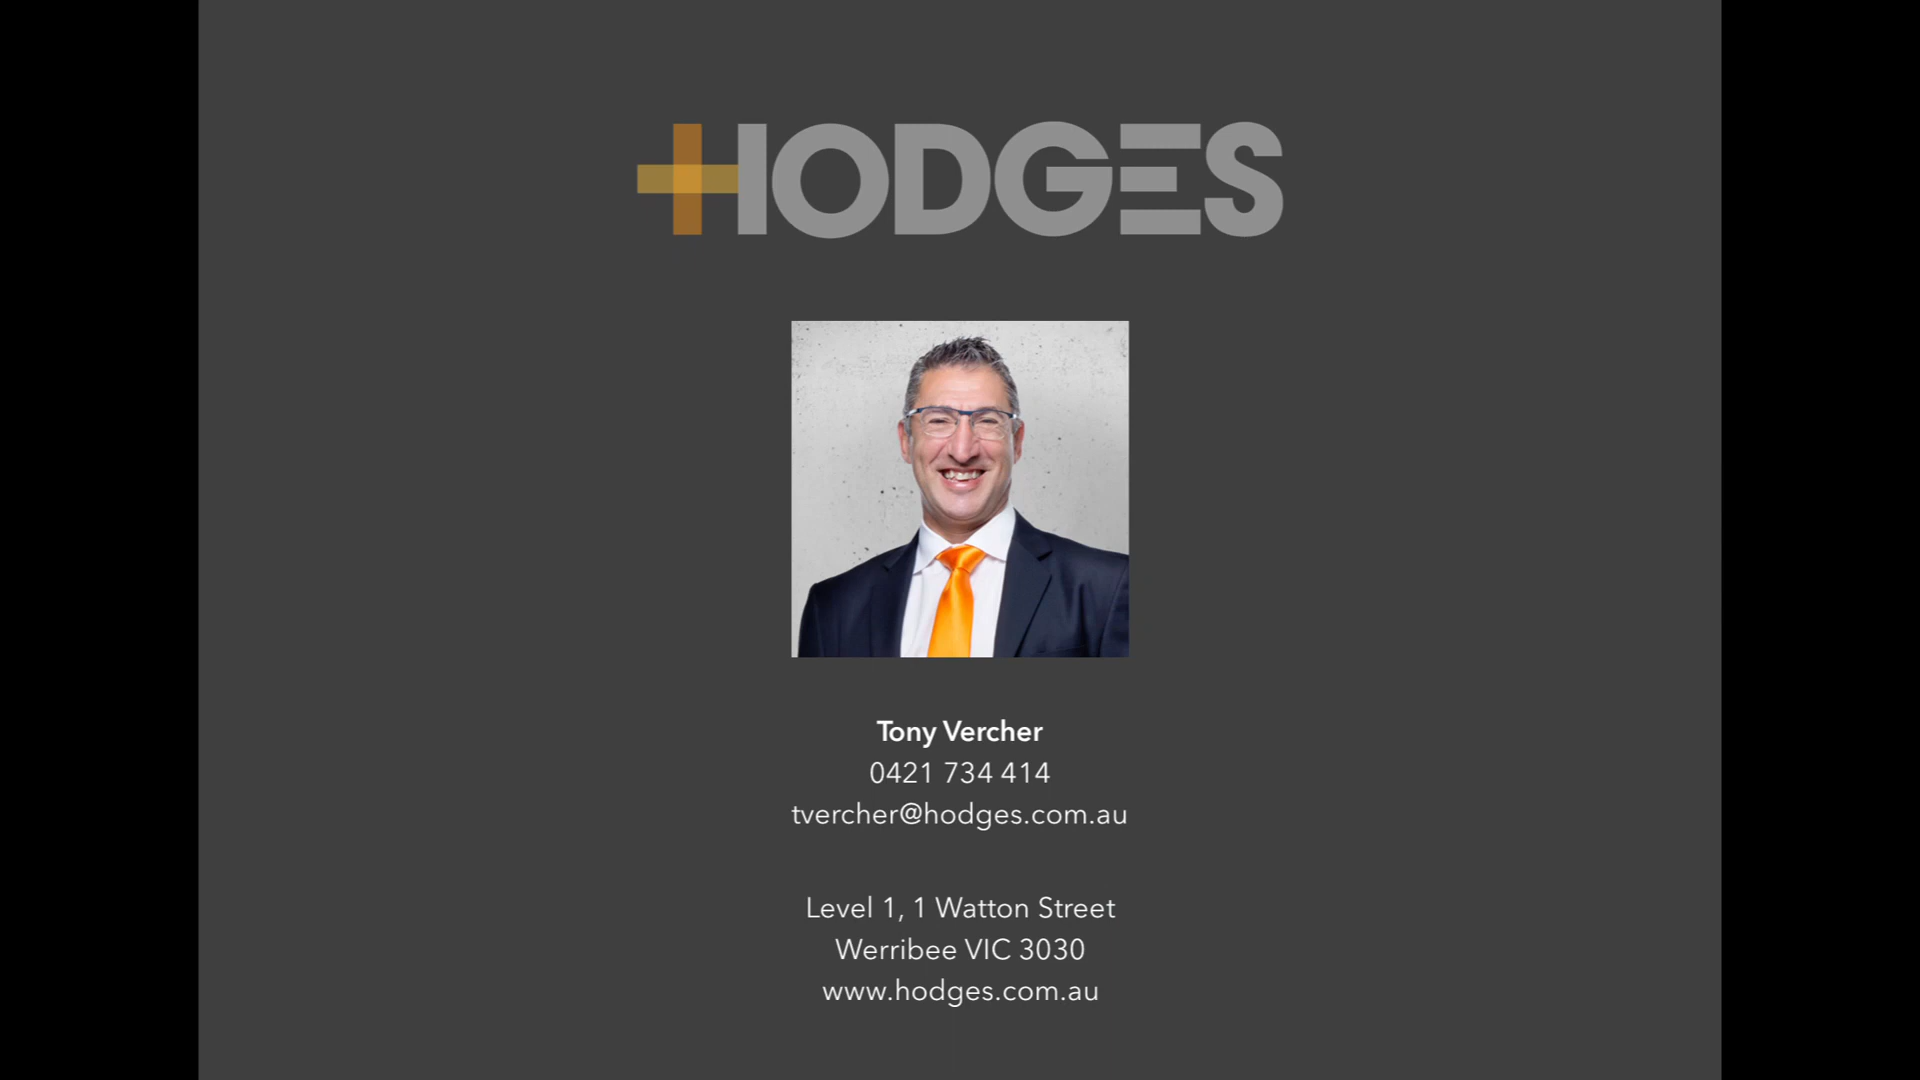 HODGES
Tony Vercher
0421 734 414
tvercher@hodges.com.au
Level 1, 1 Watton Street
Werribee VIC 3030
www.hodges.com.au